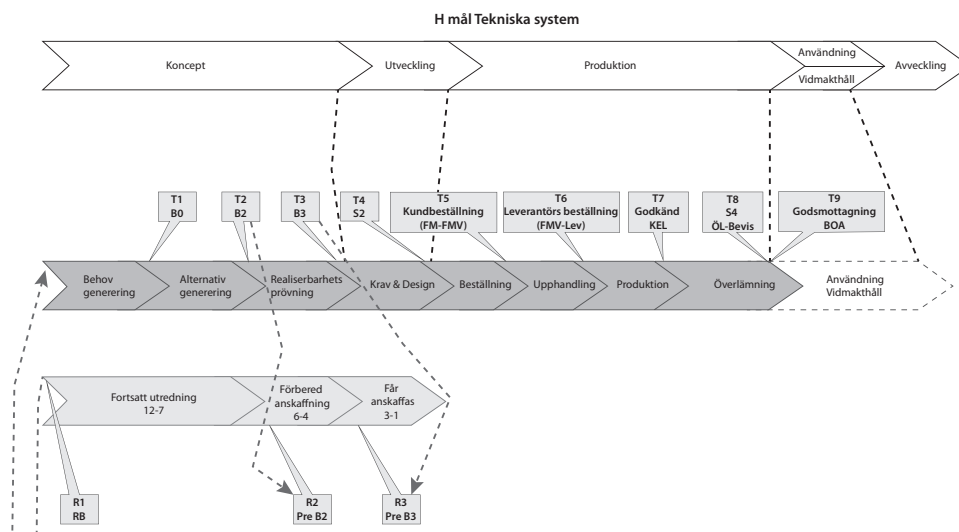 H mål Tekniska system
Koncept
Utveckling
Produktion
Användning
Vidmakthåll
Avveckling
T1
B0
T2
B2
T3
B3
T4
S2
T5
Kundbeställning
(FM-FMV)
T6
Leverantörs beställning
(FMV-Lev)
T7
Godkänd
KEL
T8
S4
ÖL-Bevis
T9
Godsmottagning
BOA
Behov
generering
Alternativ
generering
Realiserbarhets
prövning
Krav & Design
Beställning
Upphandling
Produktion
Överlämning
Användning
Vidmakthåll
Fortsatt utredning
12-7
Förbered
anskaffning
6-4
Får
anskaffas
3-1
R1
RB
R2
Pre B2
R3
Pre B3